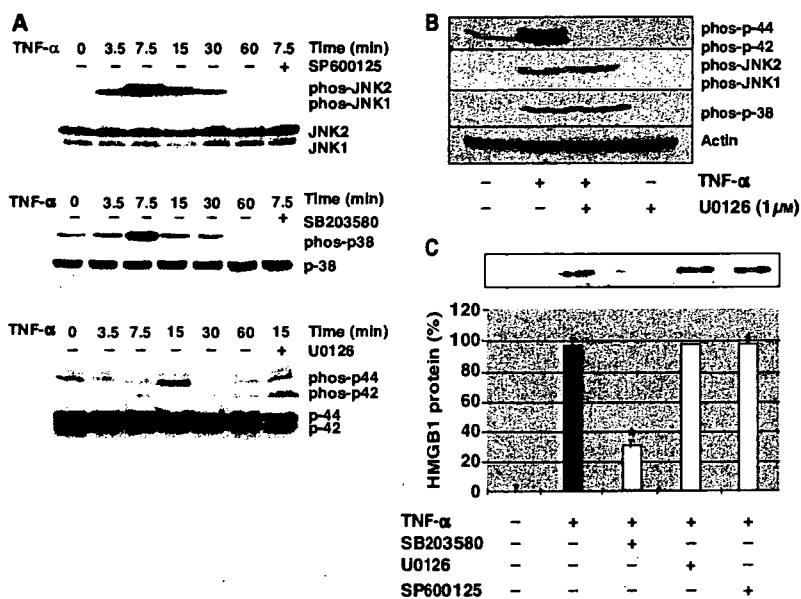 A
TNF-α 0 3.5 7.5 15 30 60 7.5 Time (min)
– – – – – – + SP600125
phos-JNK2
phos-JNK1
JNK2
JNK1
TNF-α 0 3.5 7.5 15 30 60 7.5 Time (min)
– – – – – – + SB203580
phos-p38
p-38
TNF-α 0 3.5 7.5 15 30 60 15 Time (min)
– – – – – – + U0126
phos-p44
phos-p42
p-44
p-42
B
phos-p-44
phos-p-42
phos-JNK2
phos-JNK1
phos-p-38
Actin
– + + – TNF-α
– – + + U0126 (1 μM)
C
HMGB1 protein (%)
120
100
80
60
40
20
0
TNF-α – + + + +
SB203580 – – + – –
U0126 – – – + –
SP600125 – – – – +